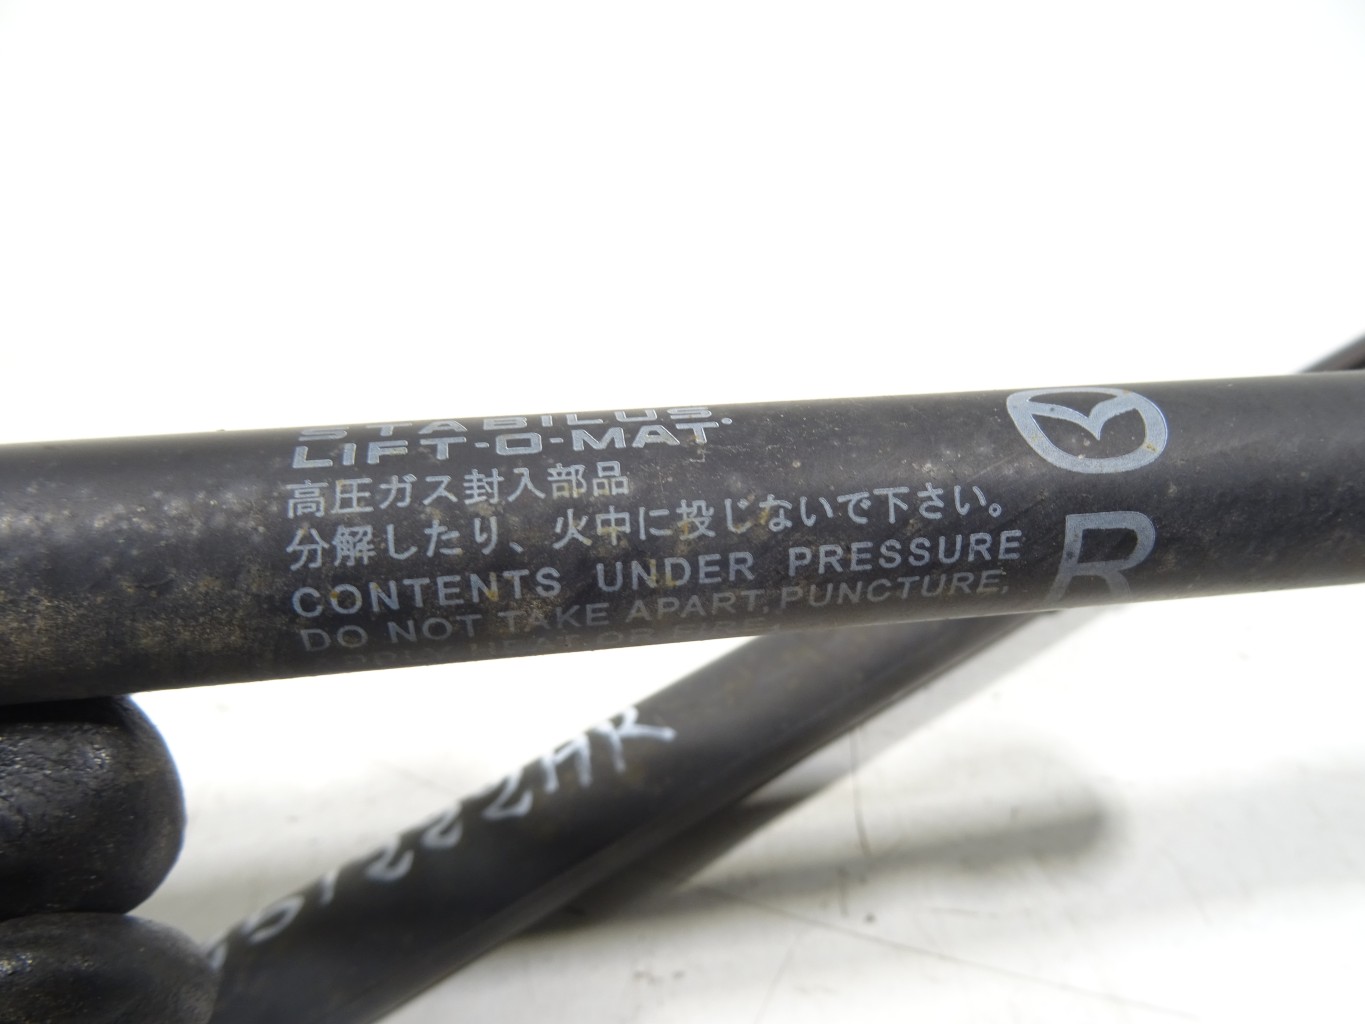 STABILUS
LIFT-O-MAT
高圧ガス封入部品
分解したり、火中に投じないで下さい。
CONTENTS UNDER PRESSURE
DO NOT TAKE APART, PUNCTURE,
R